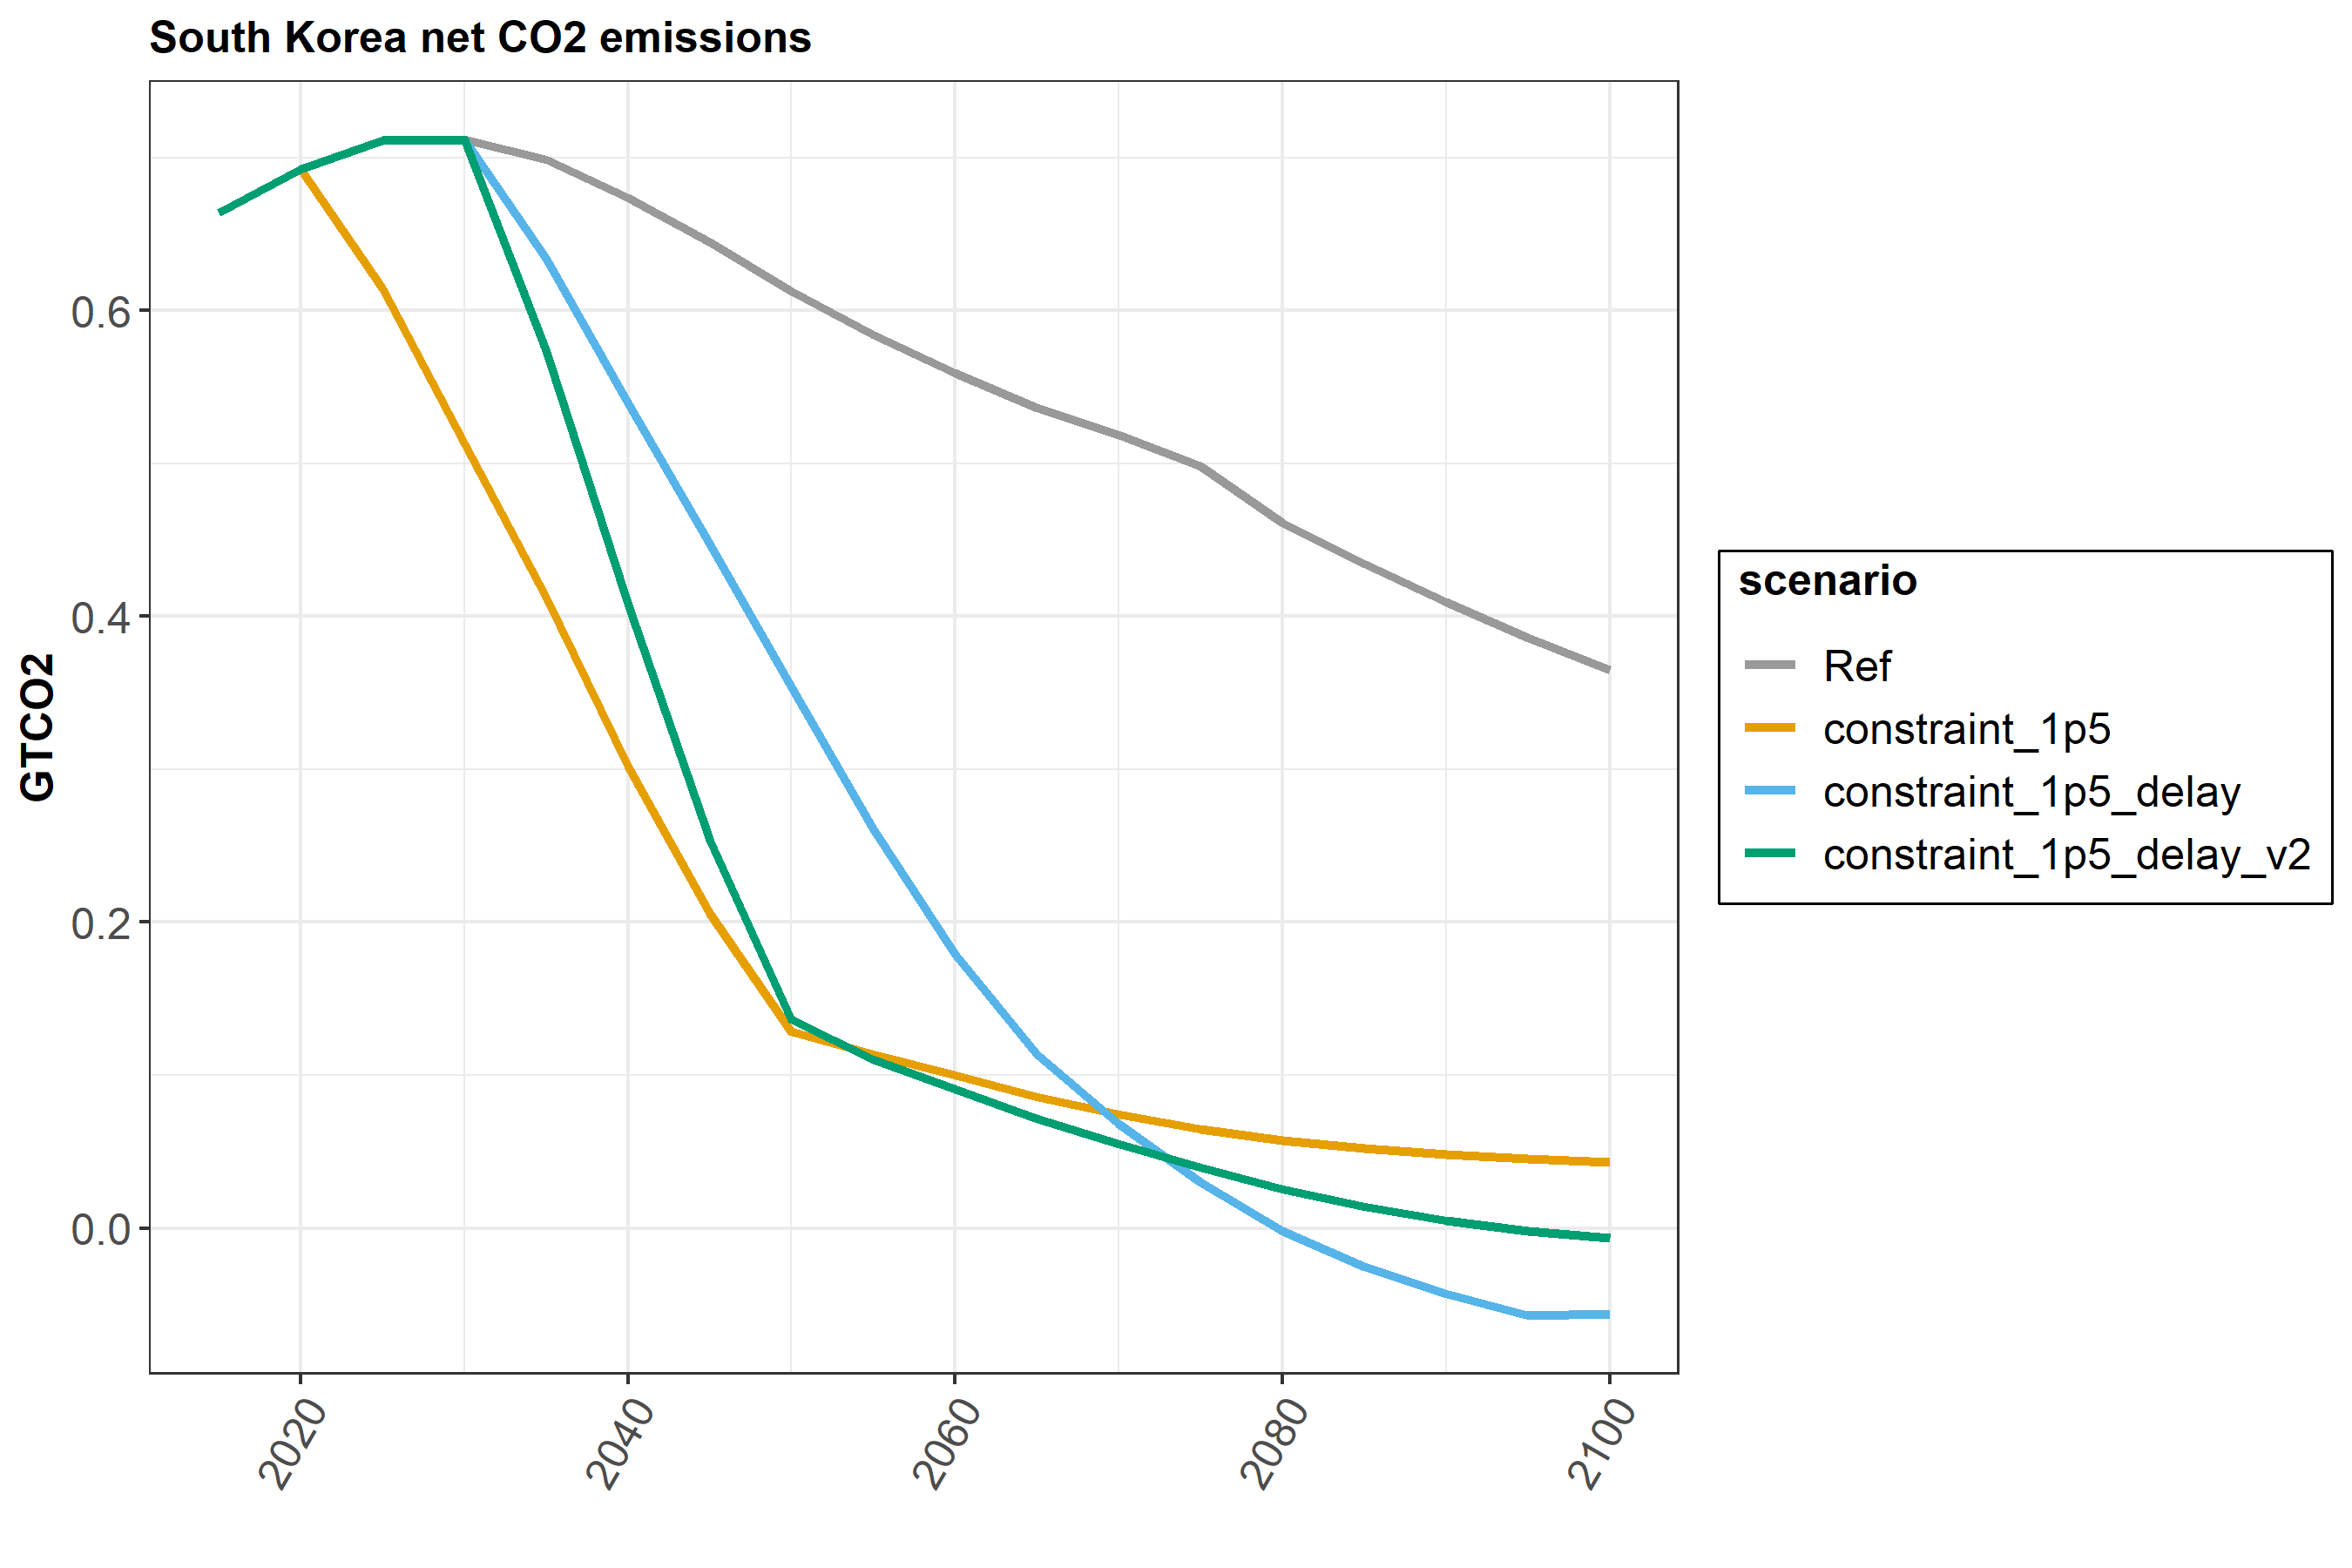 South Korea net CO2 emissions
GTCO2
0.6
0.4
0.2
0.0
2020
2040
2060
2080
2100
scenario
Ref
constraint_1p5
constraint_1p5_delay
constraint_1p5_delay_v2